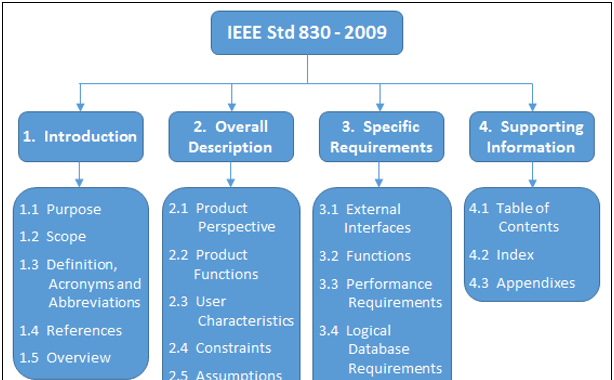 IEEE Std 830 - 2009
1. Introduction
2. Overall
Description
3. Specific
Requirements
4. Supporting
Information
1.1 Purpose
1.2 Scope
1.3 Definition,
Acronyms and
Abbreviations
1.4 References
1.5 Overview
2.1 Product
Perspective
2.2 Product
Functions
2.3 User
Characteristics
2.4 Constraints
2.5 Assumptions
3.1 External
Interfaces
3.2 Functions
3.3 Performance
Requirements
3.4 Logical
Database
Requirements
4.1 Table of
Contents
4.2 Index
4.3 Appendixes